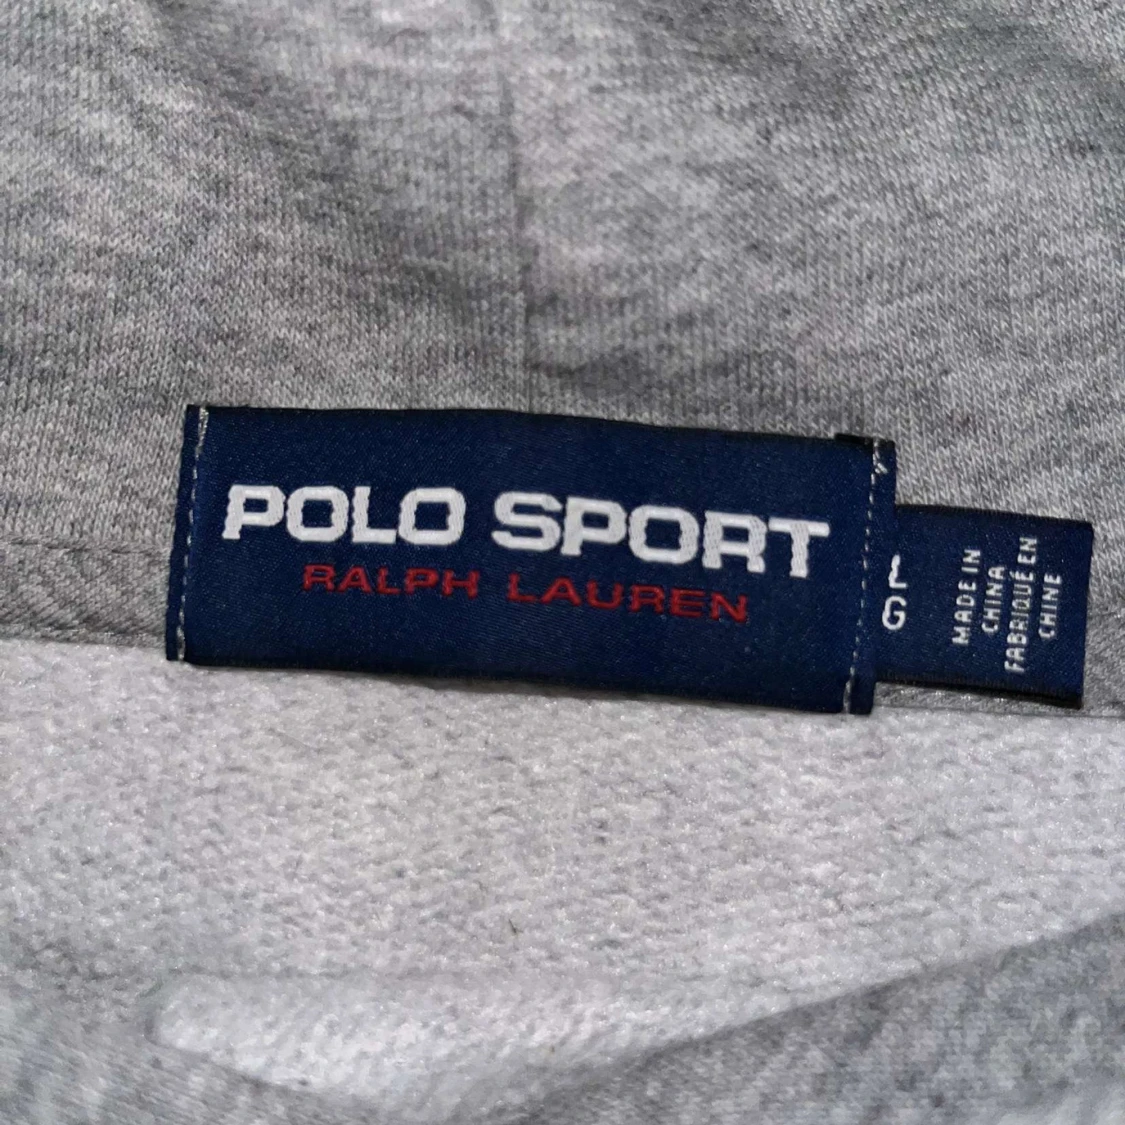 POLO SPORT
RALPH LAUREN
L
G
MADE IN
CHINA
FABRIQUÉ EN
CHINE